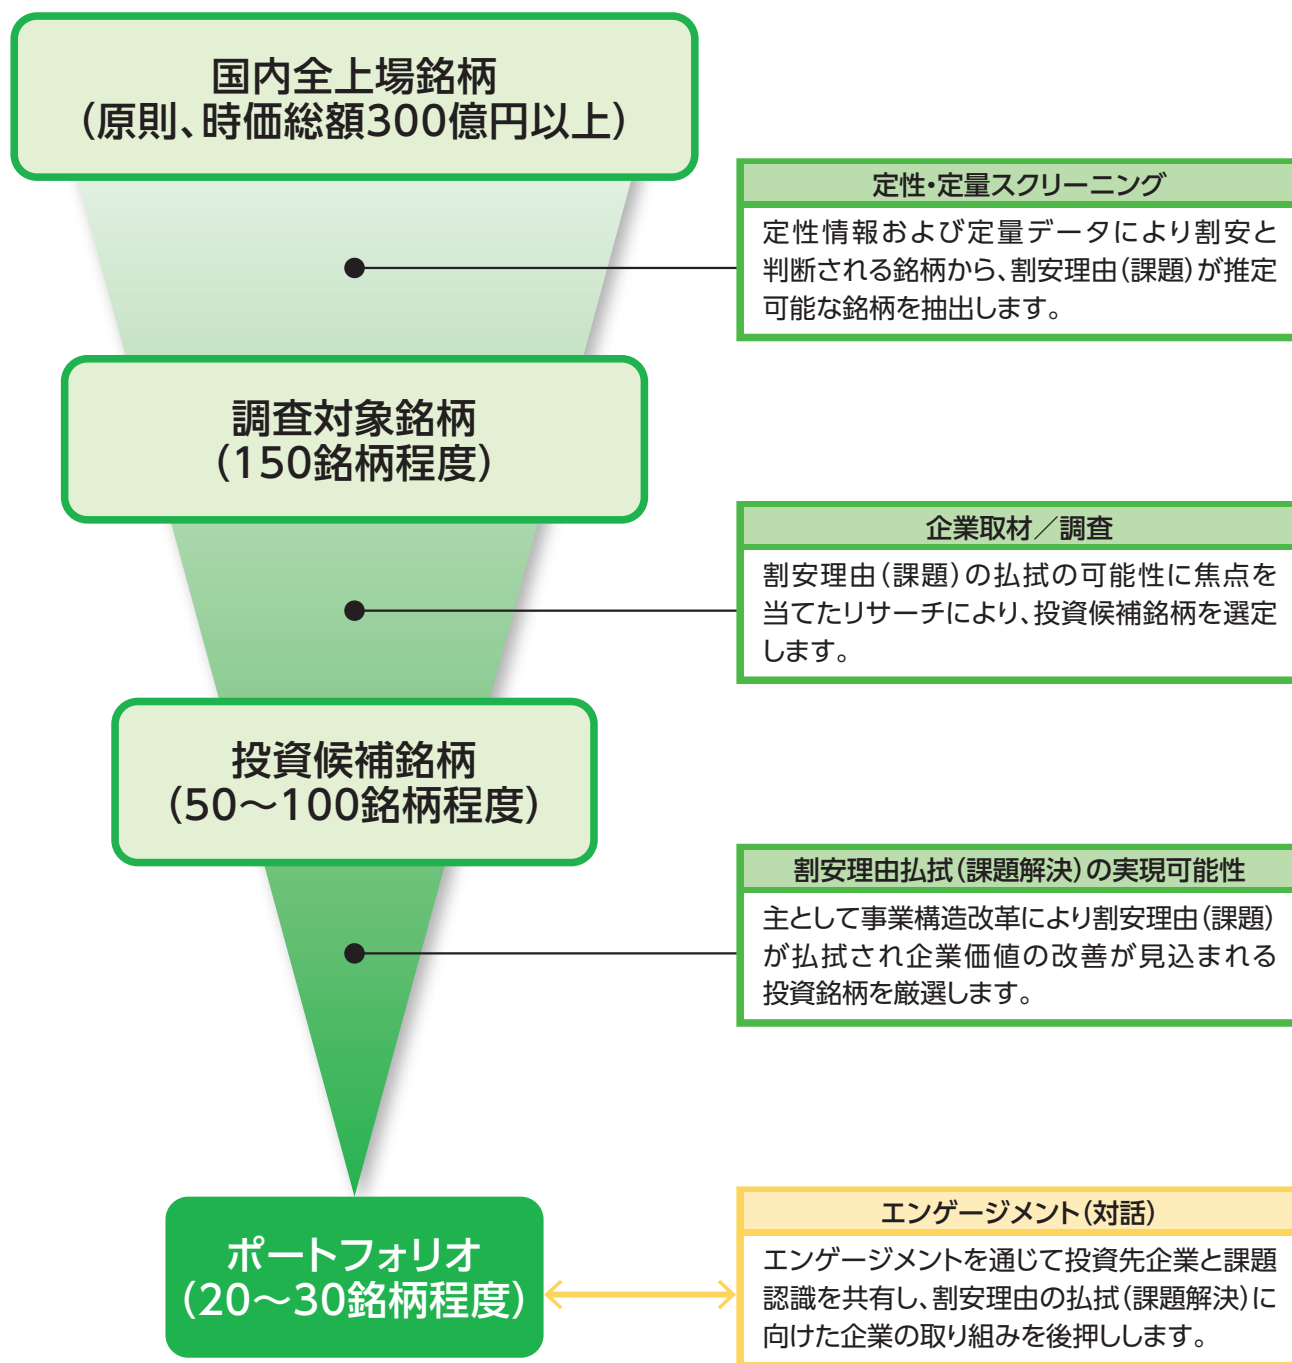 国内全上場銘柄
（原則、時価総額300億円以上）
定性・定量スクリーニング
定性情報および定量データにより割安と
判断される銘柄から、割安理由（課題）が推定
可能な銘柄を抽出します。
調査対象銘柄
（150銘柄程度）
企業取材／調査
割安理由（課題）の払拭の可能性に焦点を
当てたリサーチにより、投資候補銘柄を選定
します。
投資候補銘柄
（50～100銘柄程度）
割安理由払拭（課題解決）の実現可能性
主として事業構造改革により割安理由（課題）
が払拭され企業価値の改善が見込まれる
投資銘柄を厳選します。
ポートフォリオ
（20～30銘柄程度）
エンゲージメント（対話）
エンゲージメントを通じて投資先企業と課題
認識を共有し、割安理由の払拭（課題解決）に
向けた企業の取り組みを後押しします。